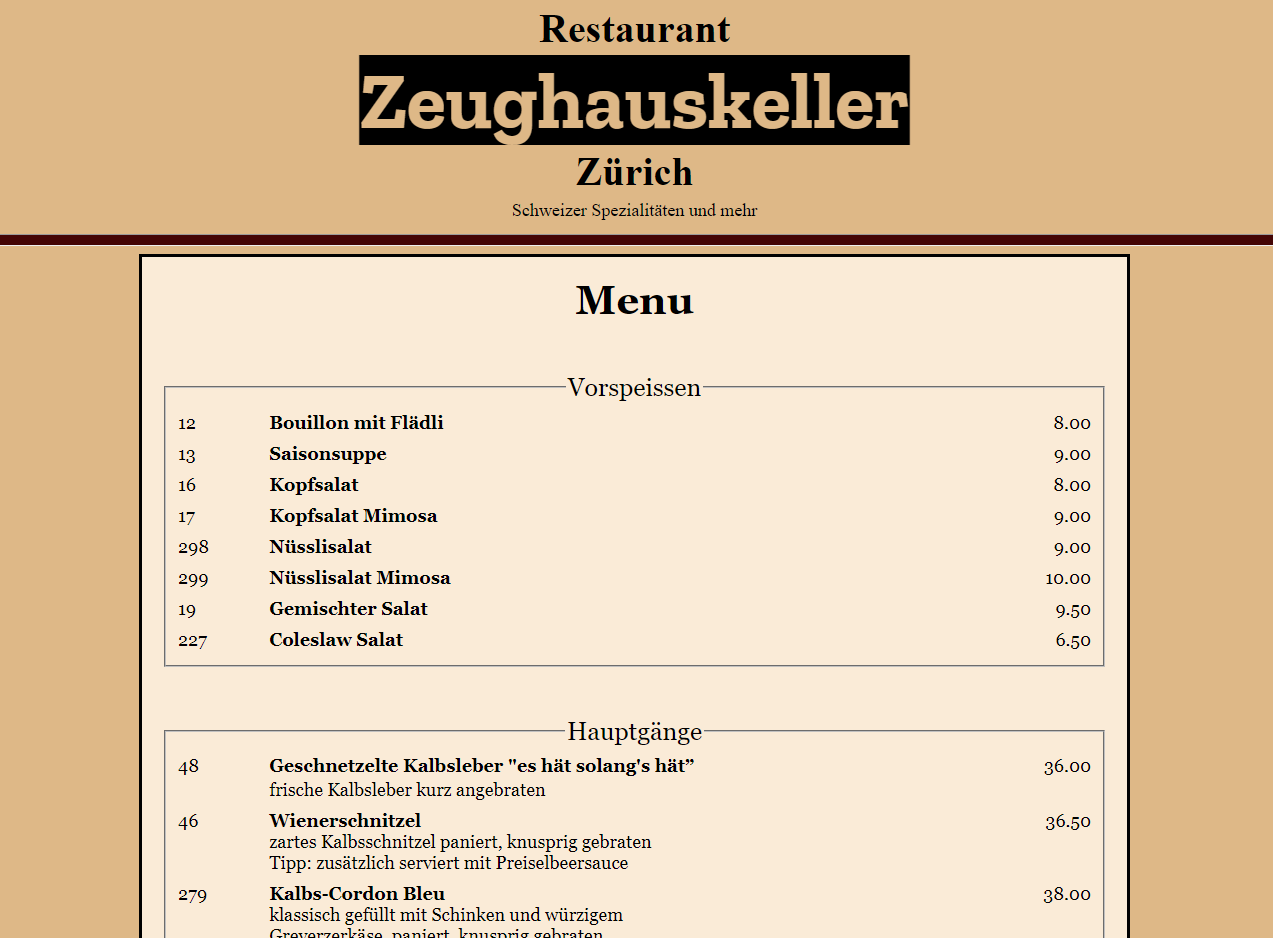 Restaurant
Zeughauskeller
Zürich
Schweizer Spezialitäten und mehr
Menu
Vorspeissen
12 Bouillon mit Flädli 8.00
13 Saisonsuppe 9.00
16 Kopfsalat 8.00
17 Kopfsalat Mimosa 9.00
298 Nüsslisalat 9.00
299 Nüsslisalat Mimosa 10.00
19 Gemischter Salat 9.50
227 Coleslaw Salat 6.50
Hauptgänge
48 Geschnetzelte Kalbsleber "es hät solang's hät” 36.00
frische Kalbsleber kurz angebraten
46 Wienerschnitzel 36.50
zartes Kalbsschnitzel paniert, knusprig gebraten
Tipp: zusätzlich serviert mit Preiselbeersauce
279 Kalbs-Cordon Bleu 38.00
klassisch gefüllt mit Schinken und würzigem
Greyerzerkäse, paniert, knusprig gebraten